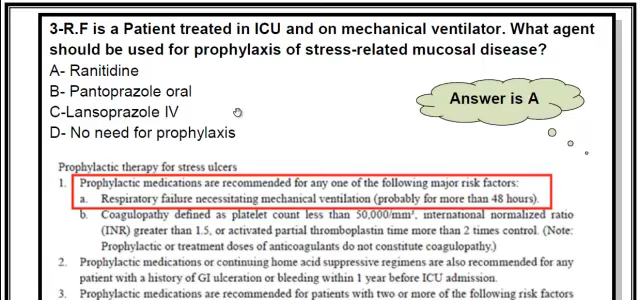 3-R.F is a Patient treated in ICU and on mechanical ventilator. What agent
should be used for prophylaxis of stress-related mucosal disease?
A- Ranitidine
B- Pantoprazole oral
C-Lansoprazole IV
D- No need for prophylaxis
Answer is A
Prophylactic therapy for stress ulcers
1. Prophylactic medications are recommended for any one of the following major risk factors:
a. Respiratory failure necessitating mechanical ventilation (probably for more than 48 hours).
b. Coagulopathy defined as platelet count less than 50,000/mm³, international normalized ratio
(INR) greater than 1.5, or activated partial thromboplastin time more than 2 times control. (Note:
Prophylactic or treatment doses of anticoagulants do not constitute coagulopathy.)
2. Prophylactic medications or continuing home acid suppressive regimens are also recommended for any
patient with a history of GI ulceration or bleeding within 1 year before ICU admission.
3. Prophylactic medications are recommended for patients with two or more of the following risk factors